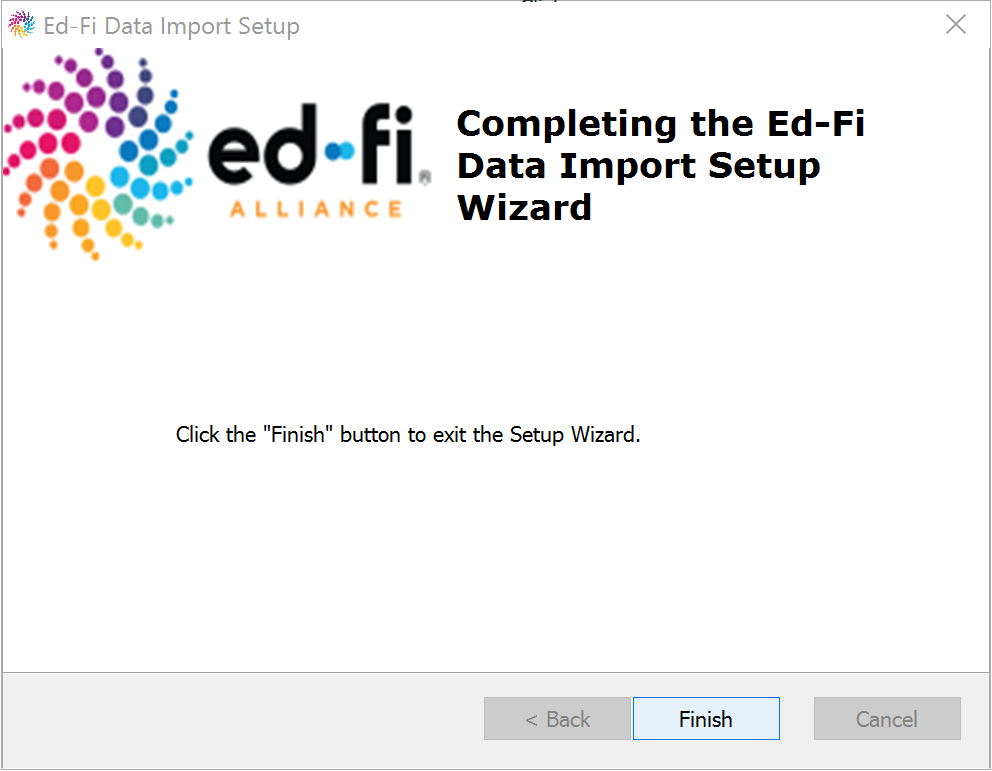 Ed-Fi Data Import Setup
ed-fi®
ALLIANCE
Completing the Ed-Fi
Data Import Setup
Wizard
Click the "Finish" button to exit the Setup Wizard.
< Back
Finish
Cancel